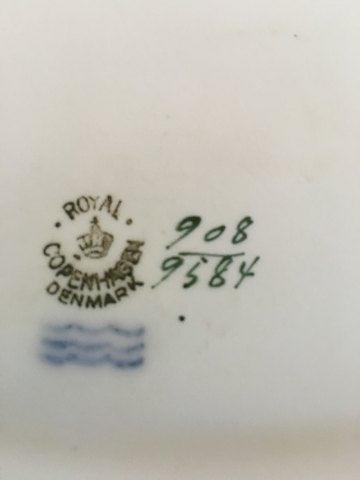 ROYAL
COPENHAGEN
DENMARK
908
9584